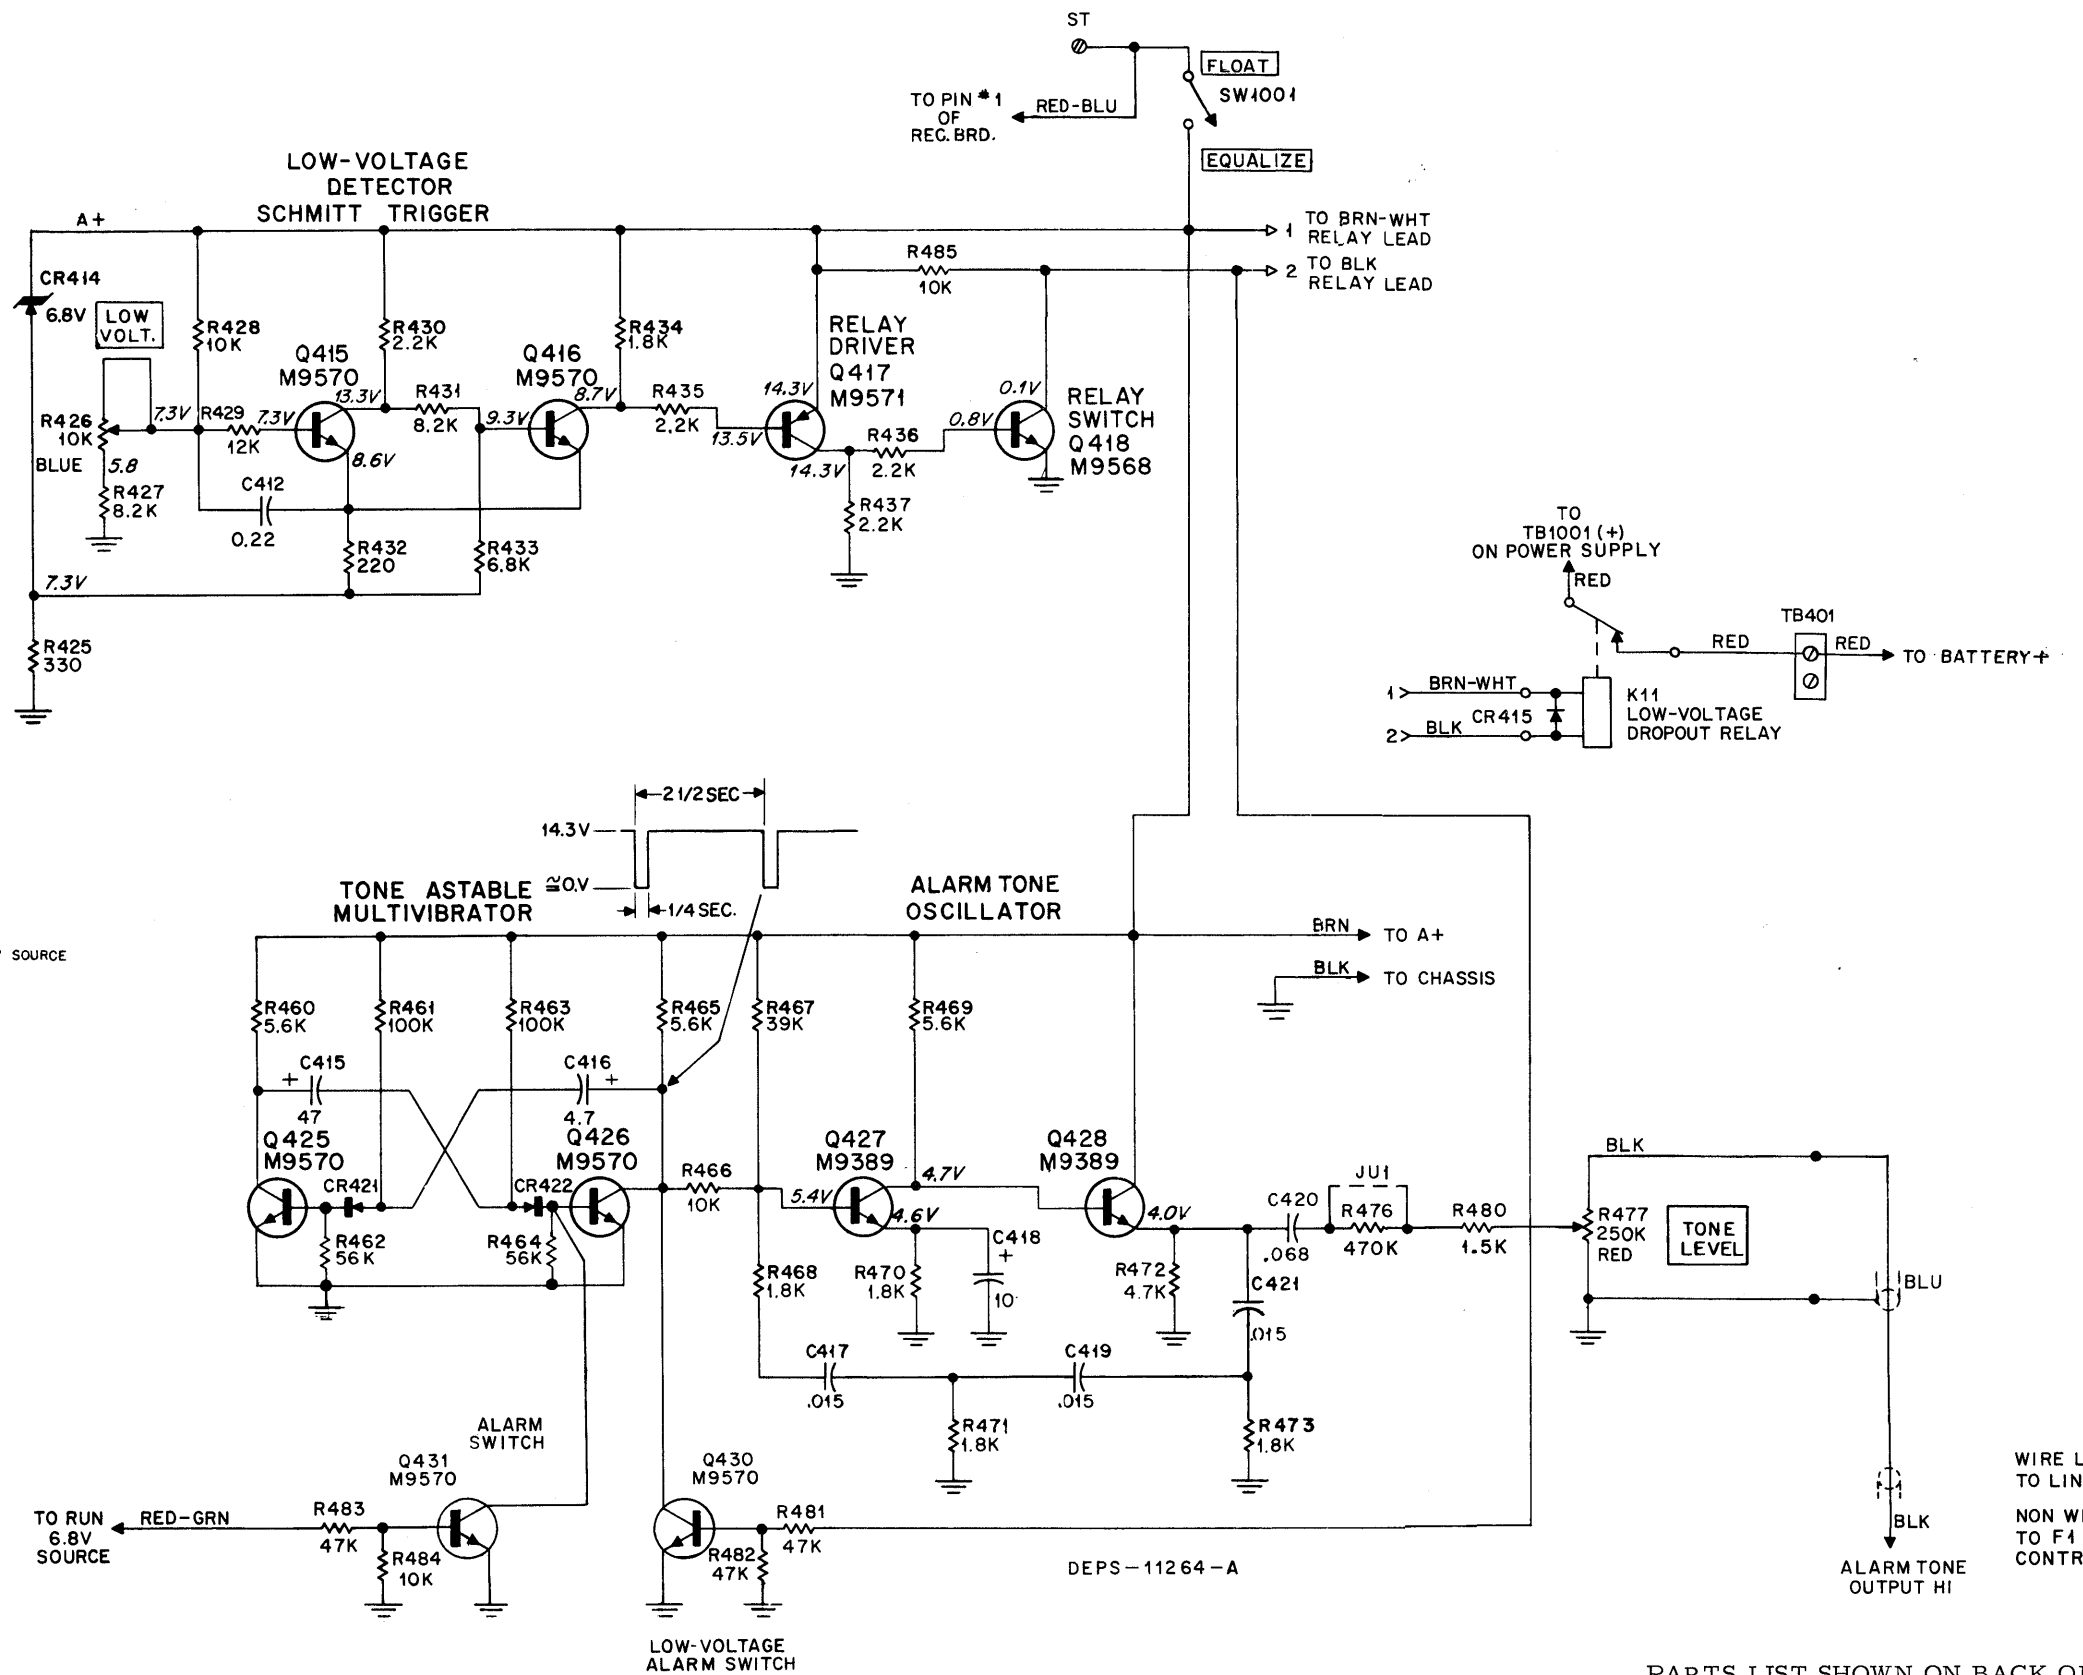 ST
FLOAT
SW1001
TO PIN #1
OF
REC. BRD.
RED-BLU
EQUALIZE
LOW-VOLTAGE
DETECTOR
SCHMITT TRIGGER
A+
1 TO BRN-WHT
RELAY LEAD
2 TO BLK
RELAY LEAD
R485
10K
CR414
6.8V
LOW
VOLT.
R428
10K
R430
2.2K
R434
1.8K
RELAY
DRIVER
Q417
M9571
Q415
M9570
Q416
M9570
13.3V
8.7V
14.3V
0.1V
R431
8.2K
R435
2.2K
RELAY
SWITCH
Q418
M9568
R426
10K
BLUE
7.3V
R429
12K
7.3V
9.3V
13.5V
0.8V
R436
2.2K
5.8
8.6V
14.3V
R427
8.2K
C412
0.22
R437
2.2K
R432
220
R433
6.8K
7.3V
R425
330
TO
TB1001 (+)
ON POWER SUPPLY
RED
TB401
RED
RED
TO BATTERY+
1 BRN-WHT
CR415
2 BLK
K11
LOW-VOLTAGE
DROPOUT RELAY
2 1/2 SEC
14.3V
≅0V
1/4 SEC.
TONE ASTABLE
MULTIVIBRATOR
ALARM TONE
OSCILLATOR
BRN TO A+
BLK TO CHASSIS
SOURCE
R460
5.6K
R461
100K
R463
100K
R465
5.6K
R467
39K
R469
5.6K
C415
+
47
C416
+
4.7
Q425
M9570
Q426
M9570
Q427
M9389
Q428
M9389
CR421
CR422
R466
10K
5.4V
4.7V
4.6V
4.0V
R462
56K
R464
56K
R468
1.8K
R470
1.8K
C418
+
10
R472
4.7K
C420
.068
JU1
R476
470K
R480
1.5K
C421
.015
BLK
R477
250K
RED
TONE
LEVEL
BLU
C417
.015
C419
.015
R471
1.8K
R473
1.8K
ALARM
SWITCH
Q431
M9570
Q430
M9570
TO RUN
6.8V
SOURCE
RED-GRN
R483
47K
R484
10K
R481
47K
R482
47K
DEPS-11264-A
LOW-VOLTAGE
ALARM SWITCH
BLK
ALARM TONE
OUTPUT HI
WIRE L
TO LIN
NON WI
TO F1
CONTR
PARTS LIST SHOWN ON BACK O